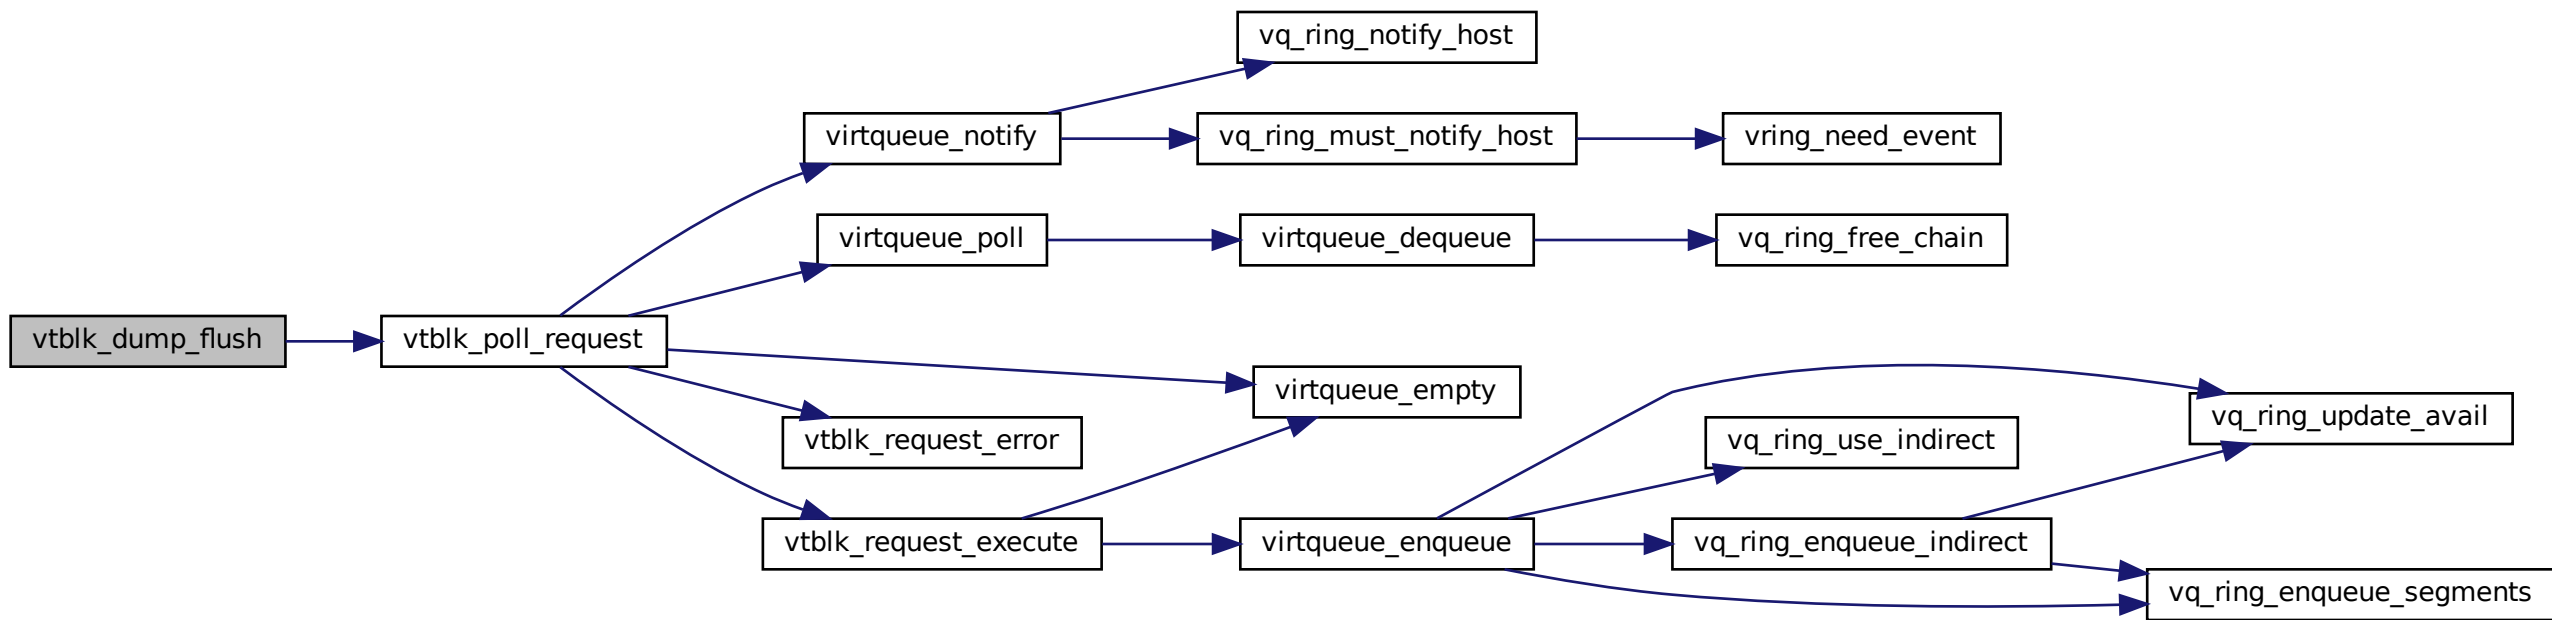 vq_ring_notify_host
virtqueue_notify
vq_ring_must_notify_host
vring_need_event
virtqueue_poll
virtqueue_dequeue
vq_ring_free_chain
vtblk_dump_flush
vtblk_poll_request
virtqueue_empty
vq_ring_update_avail
vtblk_request_error
vq_ring_use_indirect
vtblk_request_execute
virtqueue_enqueue
vq_ring_enqueue_indirect
vq_ring_enqueue_segments